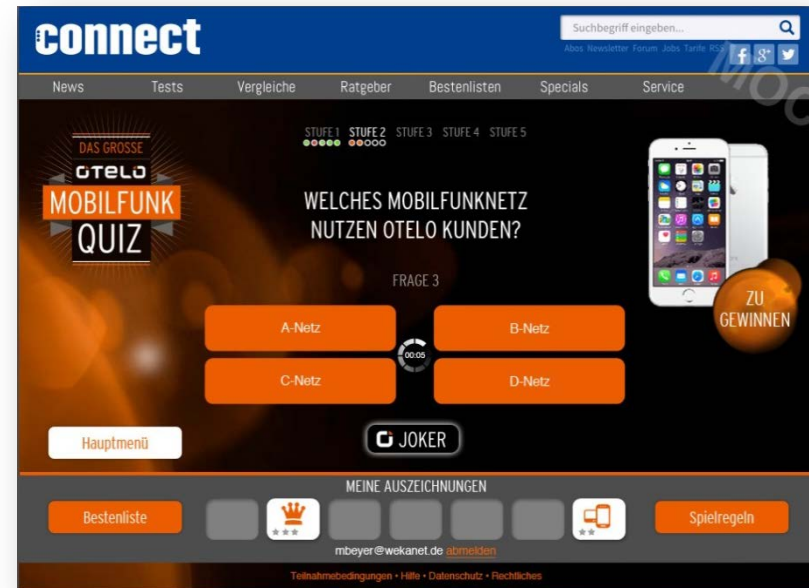 connect
Suchbegriff eingeben...
Abos Newsletter Forum Jobs Tarife RSS
News Tests Vergleiche Ratgeber Bestenlisten Specials Service
DAS GROSSE
OTELO
MOBILFUNK
QUIZ
STUFE 1 STUFE 2 STUFE 3 STUFE 4 STUFE 5
WELCHES MOBILFUNKNETZ
NUTZEN OTELO KUNDEN?
FRAGE 3
A-Netz
B-Netz
00:05
C-Netz
D-Netz
ZU
GEWINNEN
Hauptmenü
JOKER
MEINE AUSZEICHNUNGEN
Bestenliste
Spielregeln
mbeyer@wekanet.de abmelden
Teilnahmebedingungen • Hilfe • Datenschutz • Rechtliches